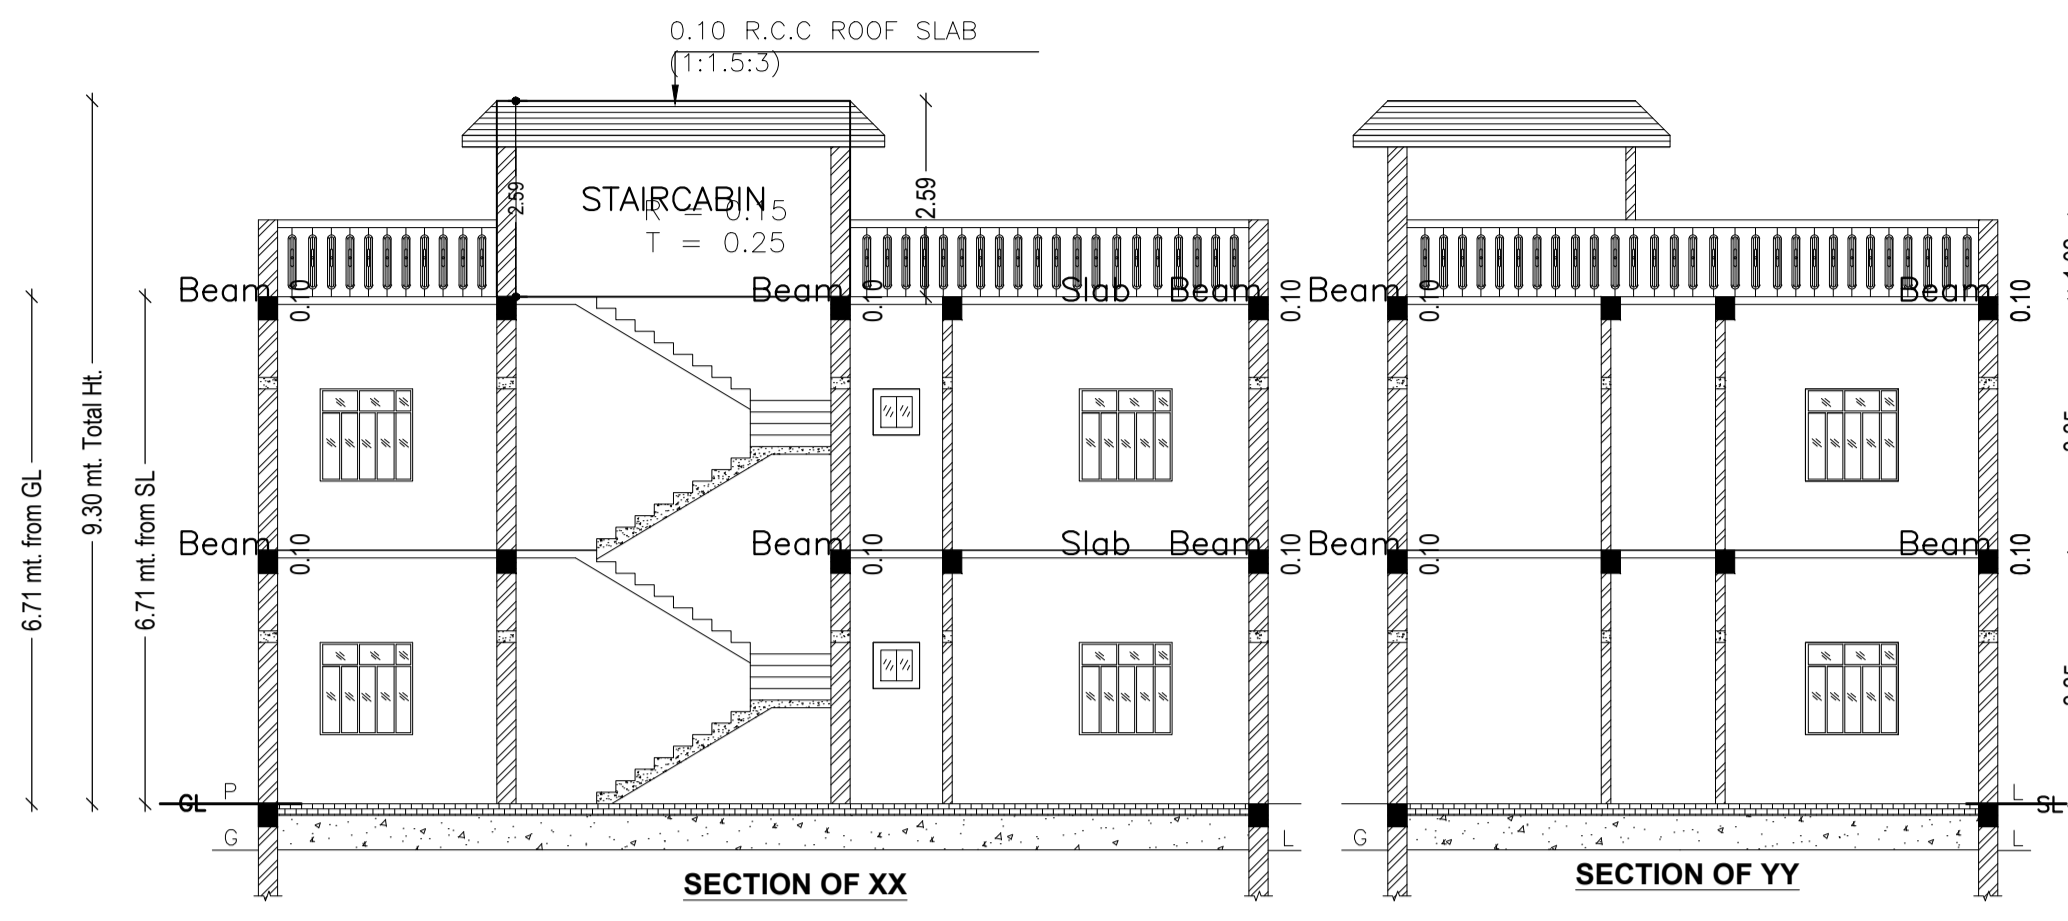 0.10 R.C.C ROOF SLAB
(1:1.5:3)
STAIRCABIN
R = 0.15
T = 0.25
2.59
2.59
Beam
0.10
Beam
0.10
Slab
Beam
0.10
Beam
0.10
Beam
0.10
6.71 mt. from GL
9.30 mt. Total Ht.
6.71 mt. from SL
Beam
0.10
Beam
0.10
Slab
Beam
0.10
Beam
0.10
Beam
0.10
GL
P
L
SL
G
L
G
L
SECTION OF XX
SECTION OF YY